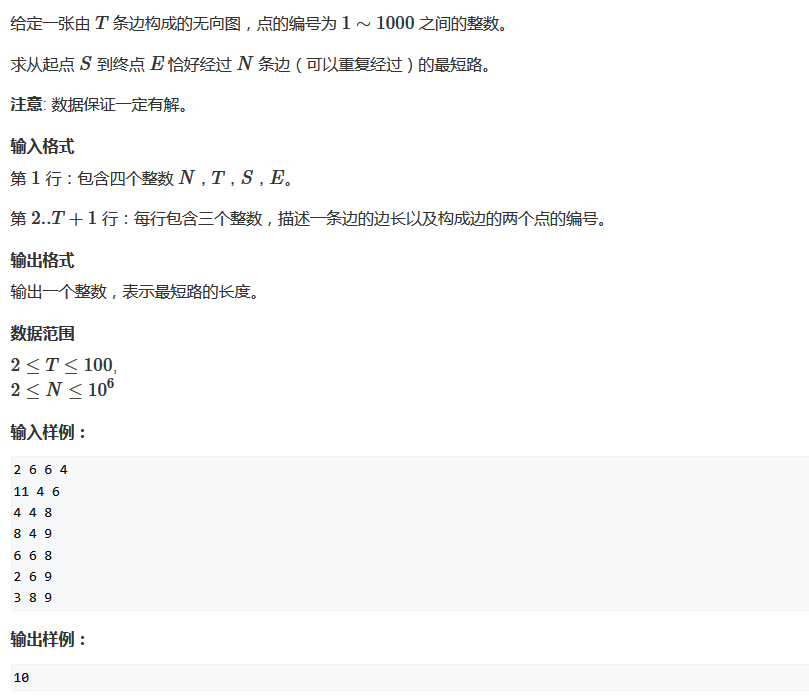 给定一张由 T 条边构成的无向图，点的编号为 1 ∼ 1000 之间的整数。
求从起点 S 到终点 E 恰好经过 N 条边（可以重复经过）的最短路。
注意: 数据保证一定有解。
输入格式
第 1 行：包含四个整数 N，T，S，E。
第 2..T + 1 行：每行包含三个整数，描述一条边的边长以及构成边的两个点的编号。
输出格式
输出一个整数，表示最短路的长度。
数据范围
2 ≤ T ≤ 100,
2 ≤ N ≤ 10⁶
输入样例：
2 6 6 4
11 4 6
4 4 8
8 4 9
6 6 8
2 6 9
3 8 9
输出样例：
10